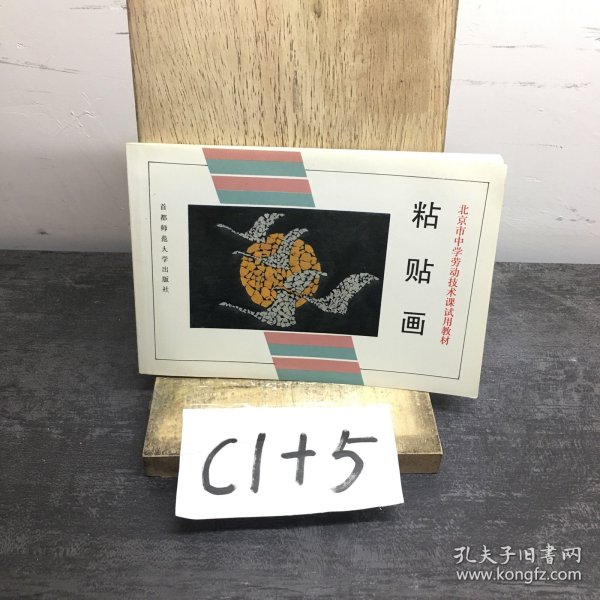 北京市中学劳动技术课试用教材
粘贴画
首都师范大学出版社
C1+5
孔夫子旧书网
www.kongfz.com